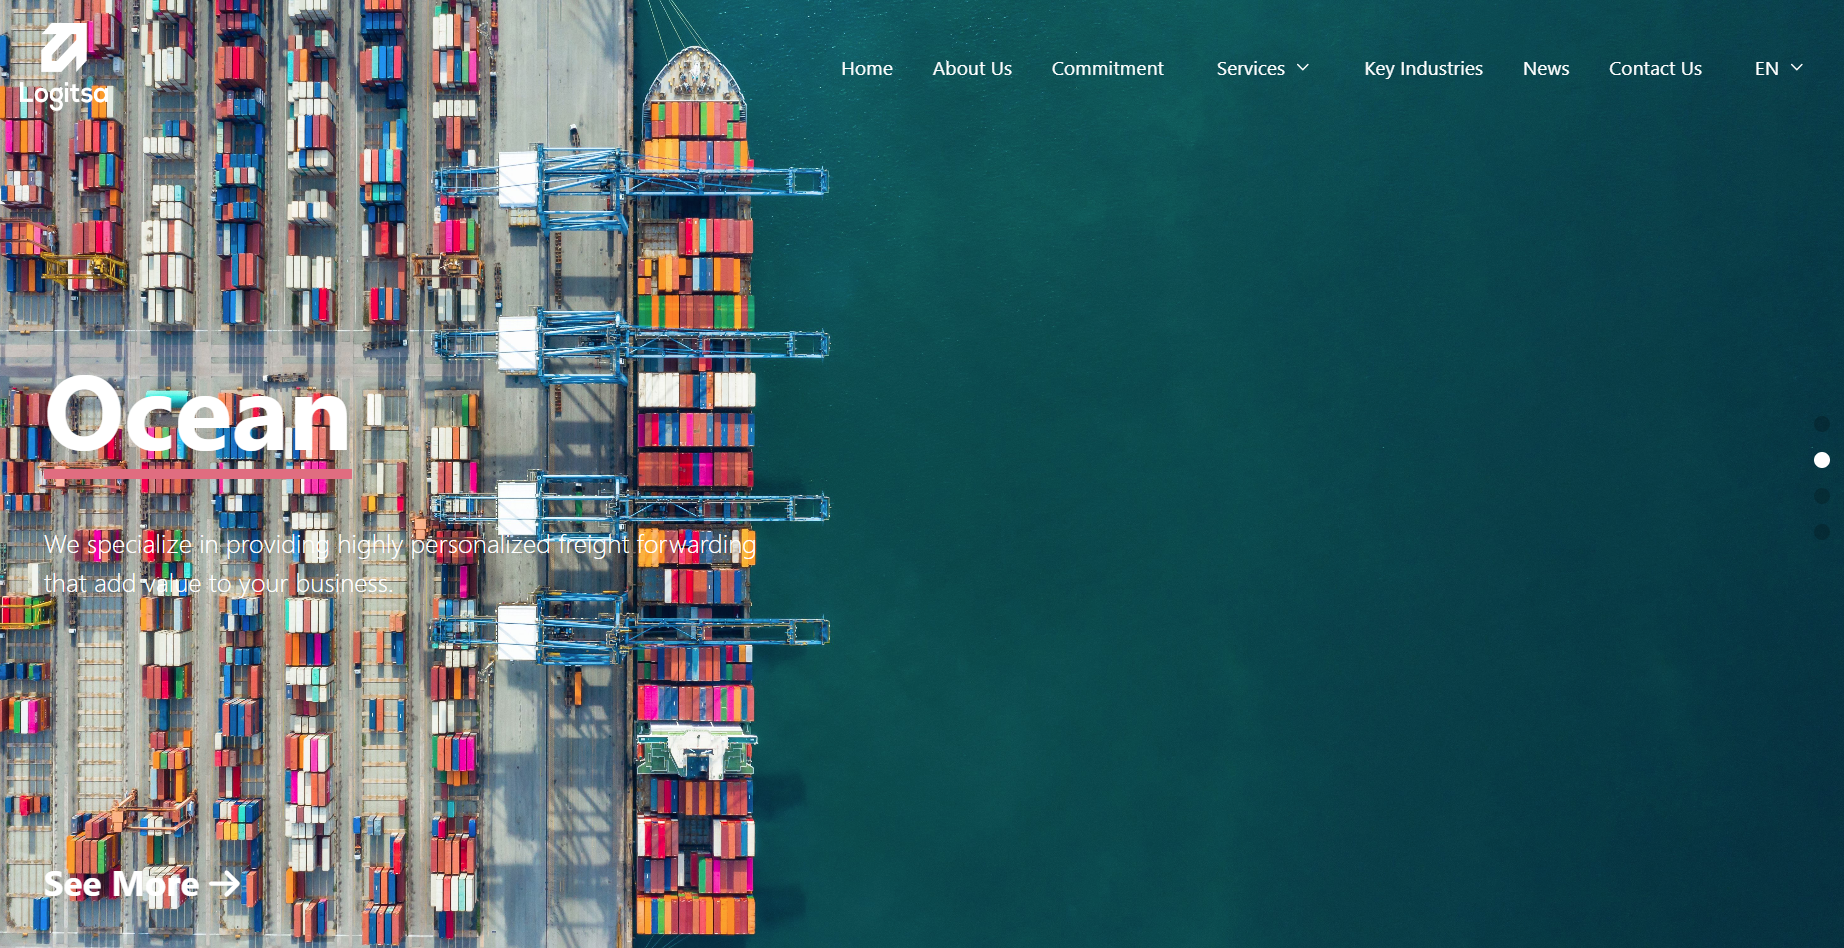 Logitsa
Home
About Us
Commitment
Services
Key Industries
News
Contact Us
EN
Ocean
We specialize in providing highly personalized freight forwarding
that add value to your business.
See More